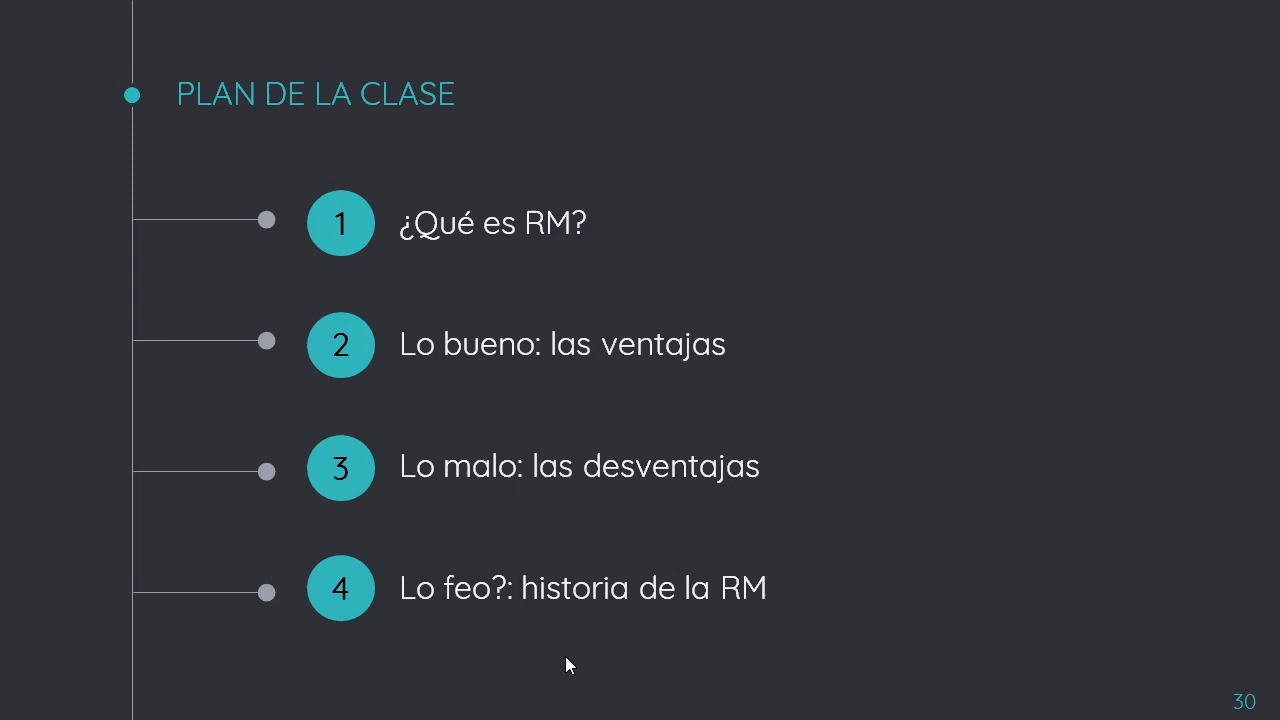 PLAN DE LA CLASE
1 ¿Qué es RM?
2 Lo bueno: las ventajas
3 Lo malo: las desventajas
4 Lo feo?: historia de la RM
30